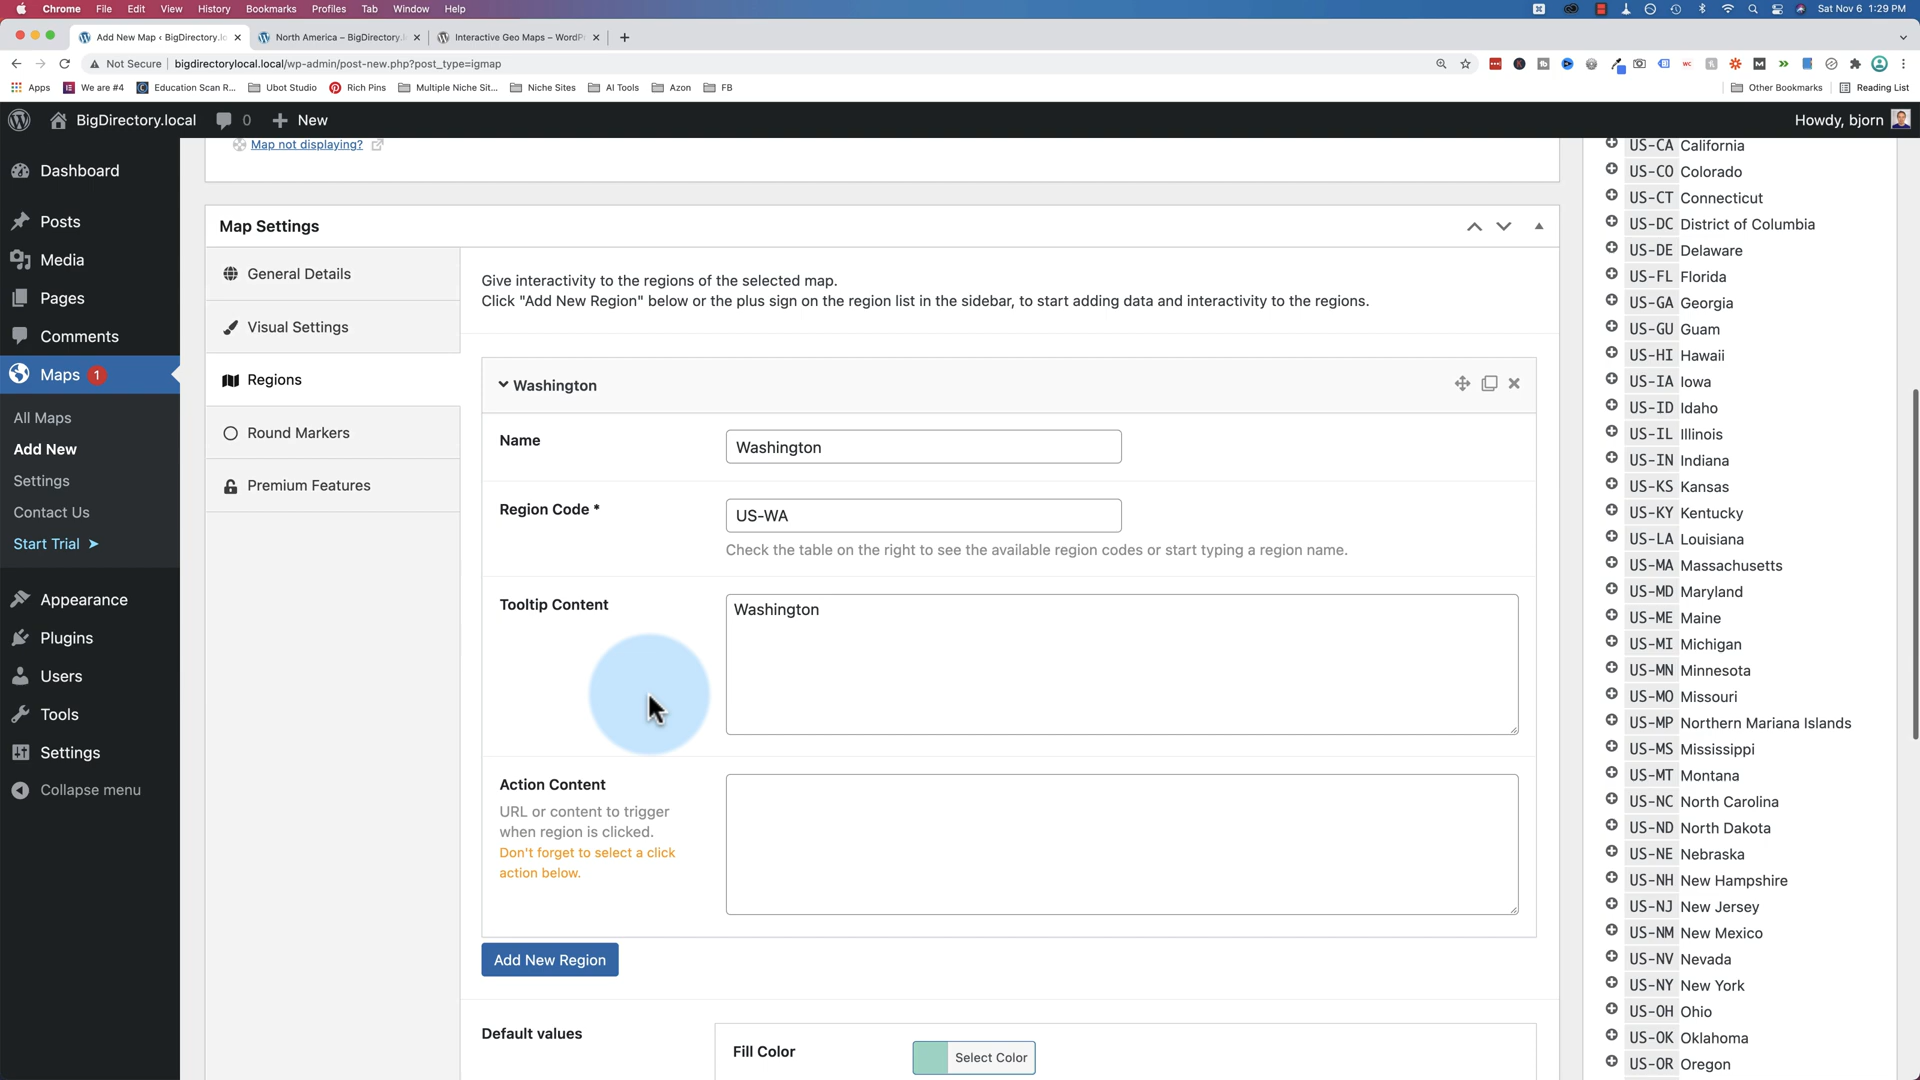 Chrome File Edit View History Bookmarks Profiles Tab Window Help Sat Nov 6 1:29 PM
Add New Map ‹ BigDirectory.lo North America – BigDirectory. Interactive Geo Maps – WordP
Not Secure bigdirectorylocal.local/wp-admin/post-new.php?post_type=igmap
Apps We are #4 Education Scan R... Ubot Studio Rich Pins Multiple Niche Sit... Niche Sites AI Tools Azon FB Other Bookmarks Reading List
BigDirectory.local 0 New Howdy, bjorn
Dashboard
Posts
Media
Pages
Comments
Maps 1
All Maps
Add New
Settings
Contact Us
Start Trial ➤
Appearance
Plugins
Users
Tools
Settings
Collapse menu
Map not displaying?
Map Settings
General Details
Visual Settings
Regions
Round Markers
Premium Features
Give interactivity to the regions of the selected map.
Click "Add New Region" below or the plus sign on the region list in the sidebar, to start adding data and interactivity to the regions.
Washington
Name Washington
Region Code * US-WA
Check the table on the right to see the available region codes or start typing a region name.
Tooltip Content Washington
Action Content
URL or content to trigger
when region is clicked.
Don't forget to select a click
action below.
Add New Region
Default values
Fill Color Select Color
US-CA California
US-CO Colorado
US-CT Connecticut
US-DC District of Columbia
US-DE Delaware
US-FL Florida
US-GA Georgia
US-GU Guam
US-HI Hawaii
US-IA Iowa
US-ID Idaho
US-IL Illinois
US-IN Indiana
US-KS Kansas
US-KY Kentucky
US-LA Louisiana
US-MA Massachusetts
US-MD Maryland
US-ME Maine
US-MI Michigan
US-MN Minnesota
US-MO Missouri
US-MP Northern Mariana Islands
US-MS Mississippi
US-MT Montana
US-NC North Carolina
US-ND North Dakota
US-NE Nebraska
US-NH New Hampshire
US-NJ New Jersey
US-NM New Mexico
US-NV Nevada
US-NY New York
US-OH Ohio
US-OK Oklahoma
US-OR Oregon